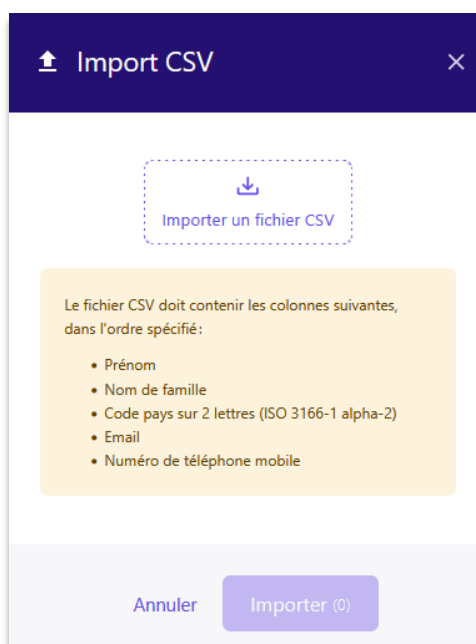 Import CSV
Importer un fichier CSV
Le fichier CSV doit contenir les colonnes suivantes,
dans l'ordre spécifié :
• Prénom
• Nom de famille
• Code pays sur 2 lettres (ISO 3166-1 alpha-2)
• Email
• Numéro de téléphone mobile
Annuler
Importer (0)